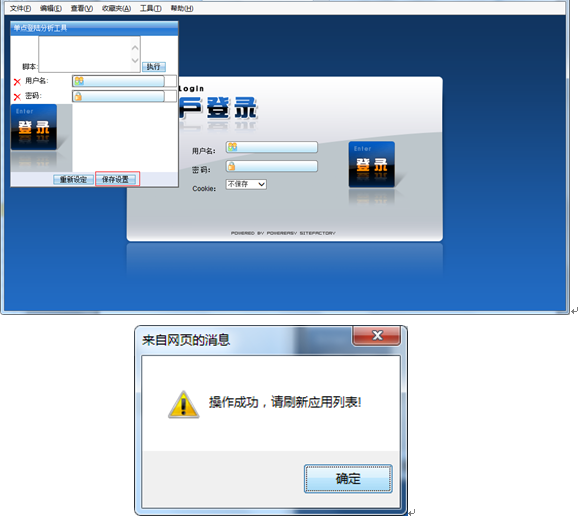 文件(F) 编辑(E) 查看(V) 收藏夹(A) 工具(T) 帮助(H)
单点登陆分析工具
脚本:
执行
用户名:
密码:
Enter
登录
重新设定
保存设置
Login
戶登录
用户名:
密 码:
Cookie:
不保存
Enter
登录
POWERED BY POWEREASY SITEFACTORY
来自网页的消息
操作成功，请刷新应用列表!
确定